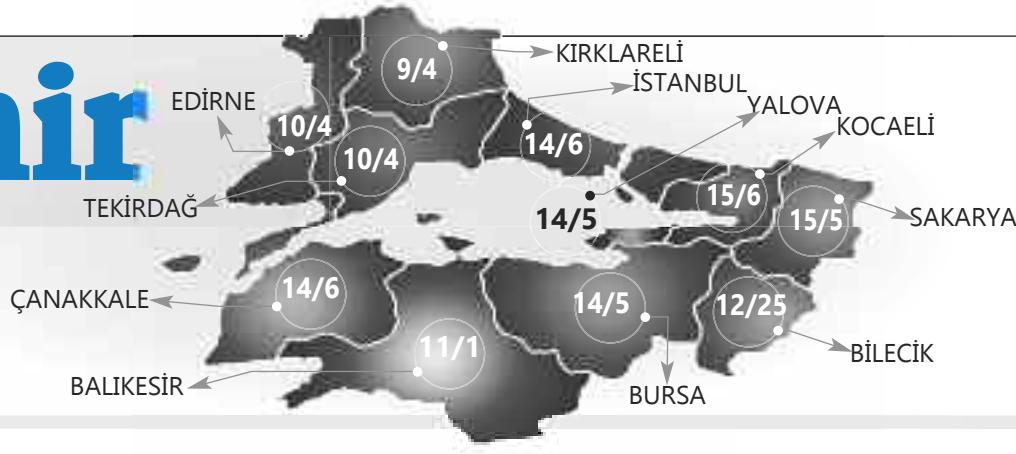 nir
KIRKLARELİ
9/4
İSTANBUL
EDİRNE
YALOVA
10/4
KOCAELİ
14/6
10/4
15/6
TEKİRDAĞ
14/5
15/5
SAKARYA
ÇANAKKALE
14/6
14/5
12/25
11/1
BİLECİK
BALIKESİR
BURSA